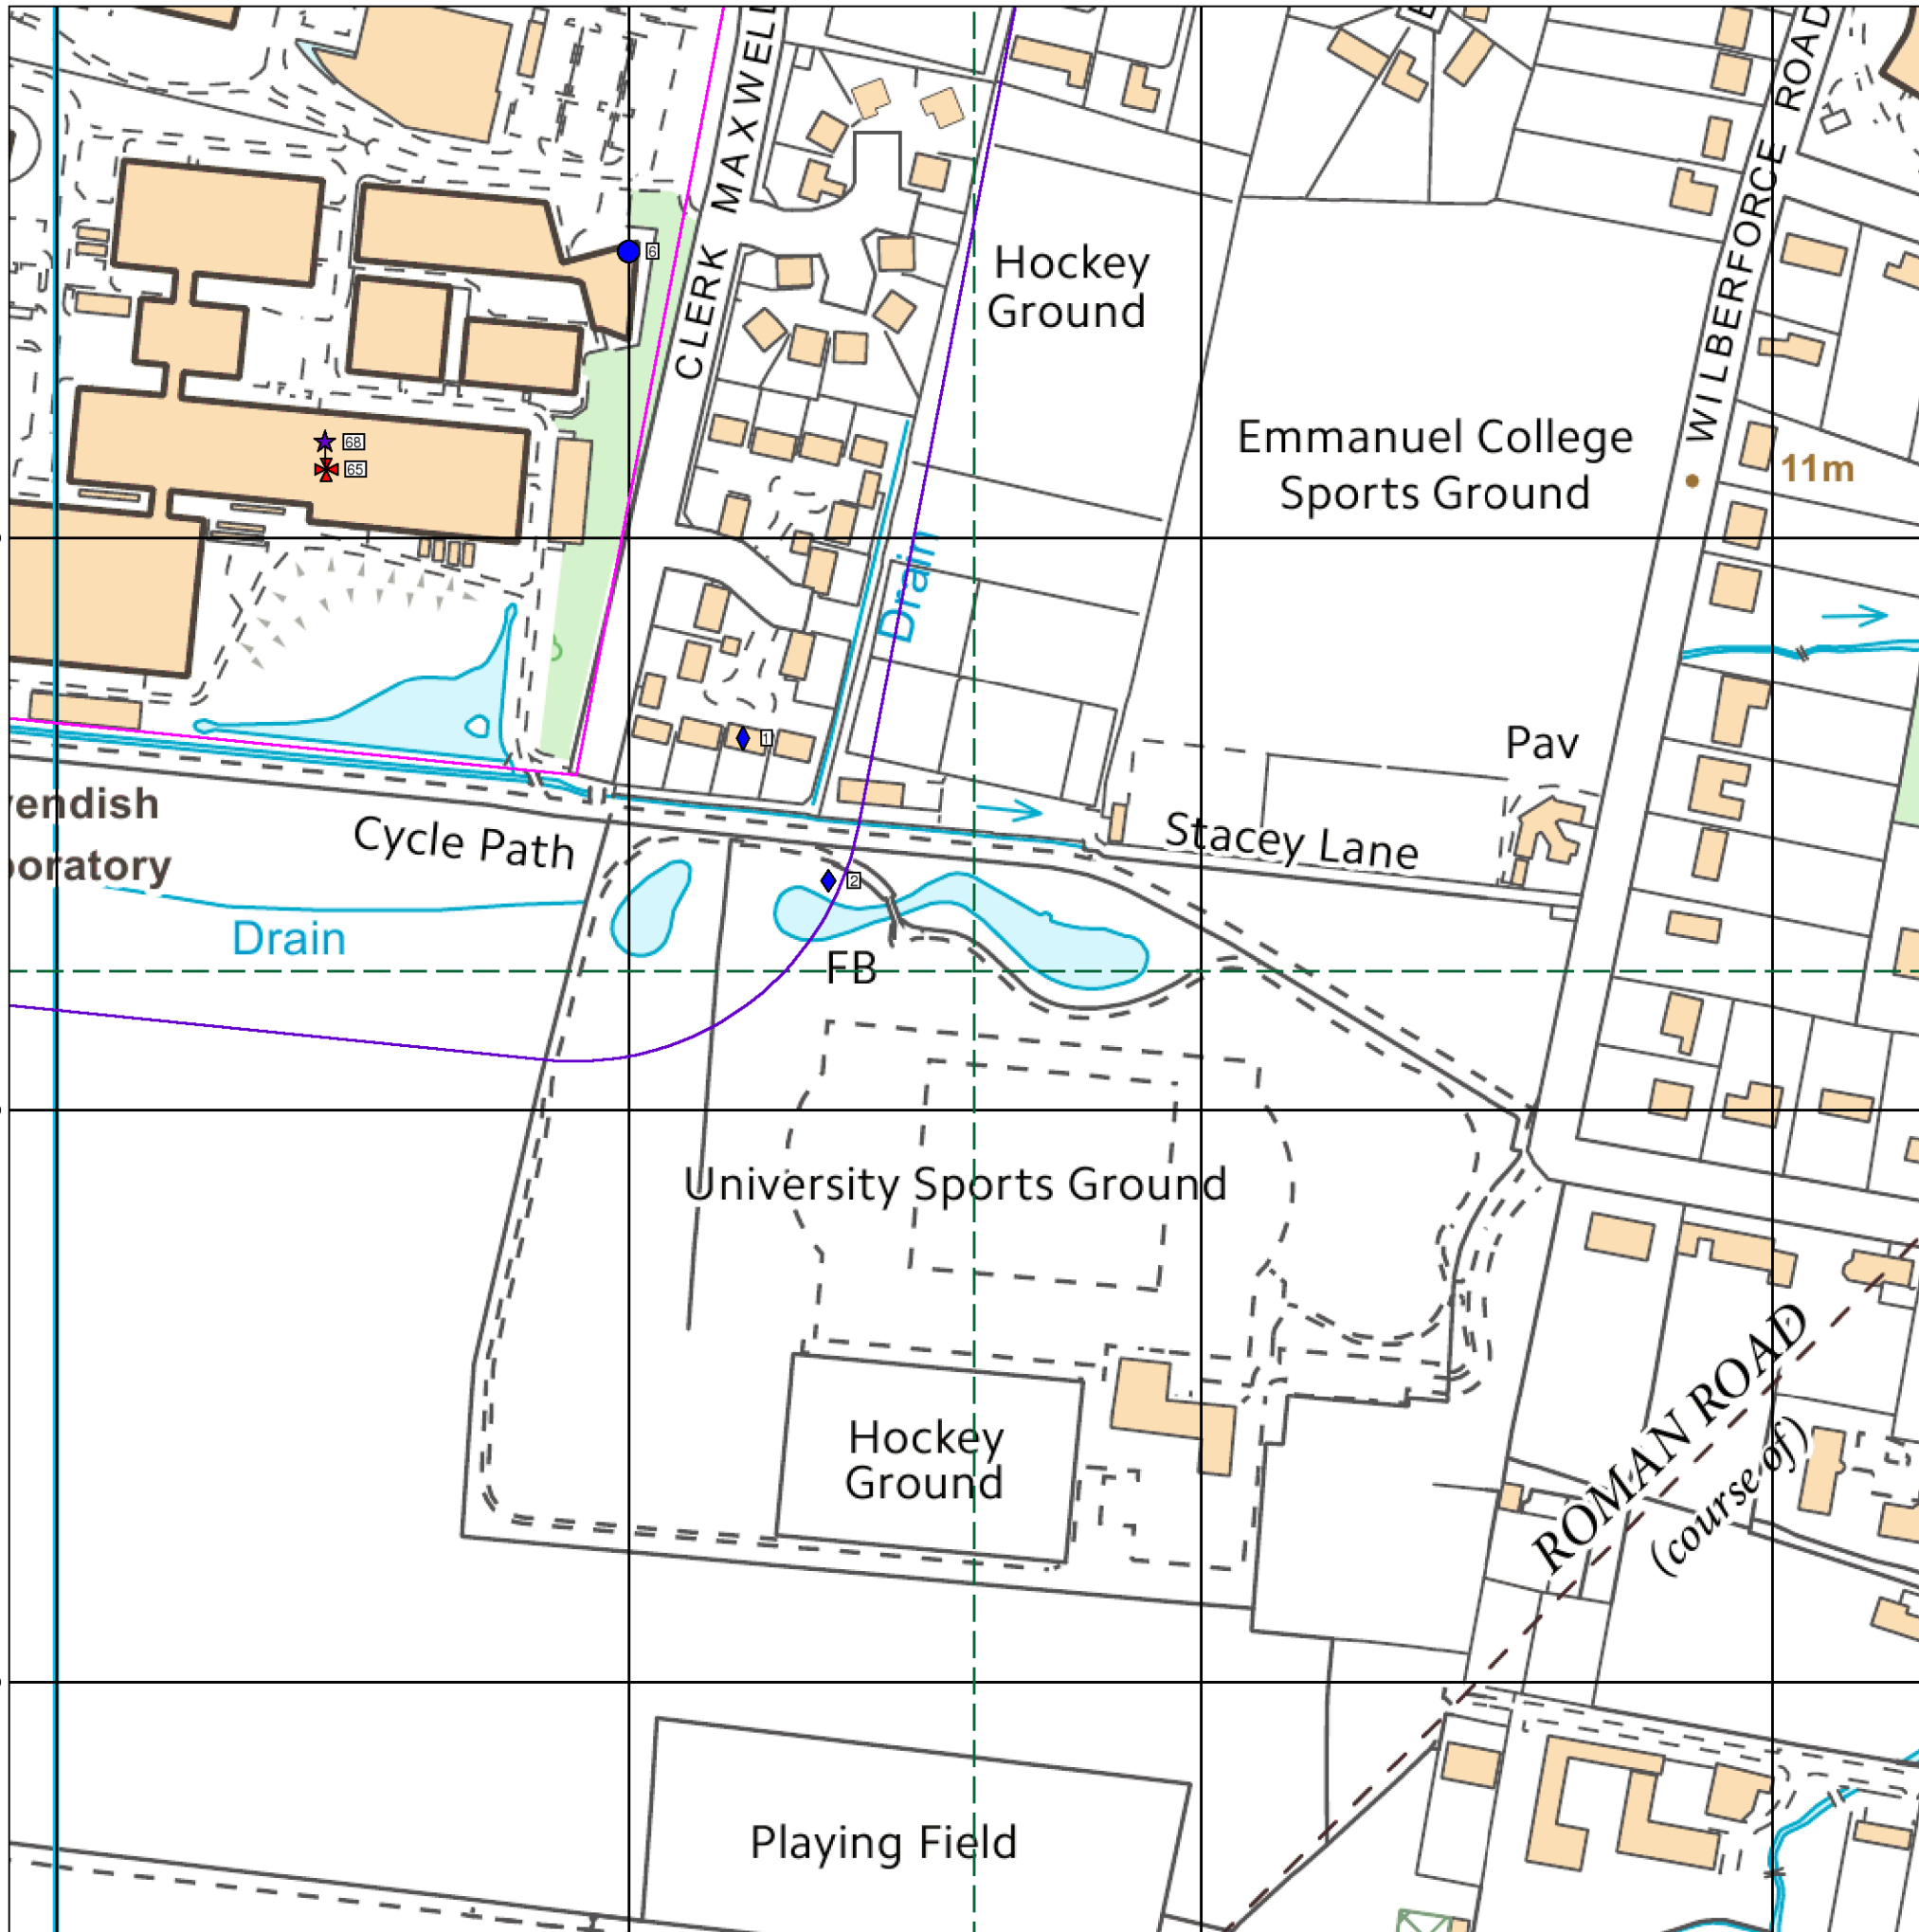 CLERK MAXWELL
WILBERFORCE ROAD
6
Hockey
Ground
68
65
Emmanuel College
Sports Ground
11m
Drain
1
Pav
endish
oratory
Cycle Path
Stacey Lane
2
Drain
FB
University Sports Ground
Hockey
Ground
ROMAN ROAD
(course of)
Playing Field